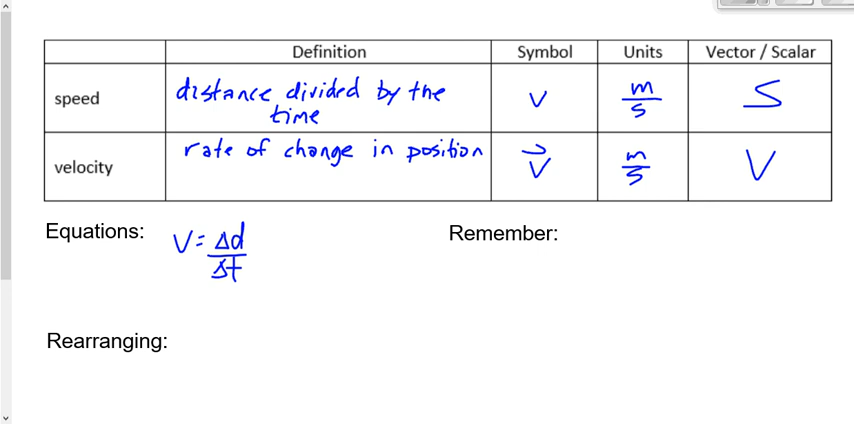 Definition Symbol Units Vector / Scalar
speed distance divided by the time v m/s S
velocity rate of change in position v⃗ m/s V
Equations: v = Δd/Δt Remember:
Rearranging: